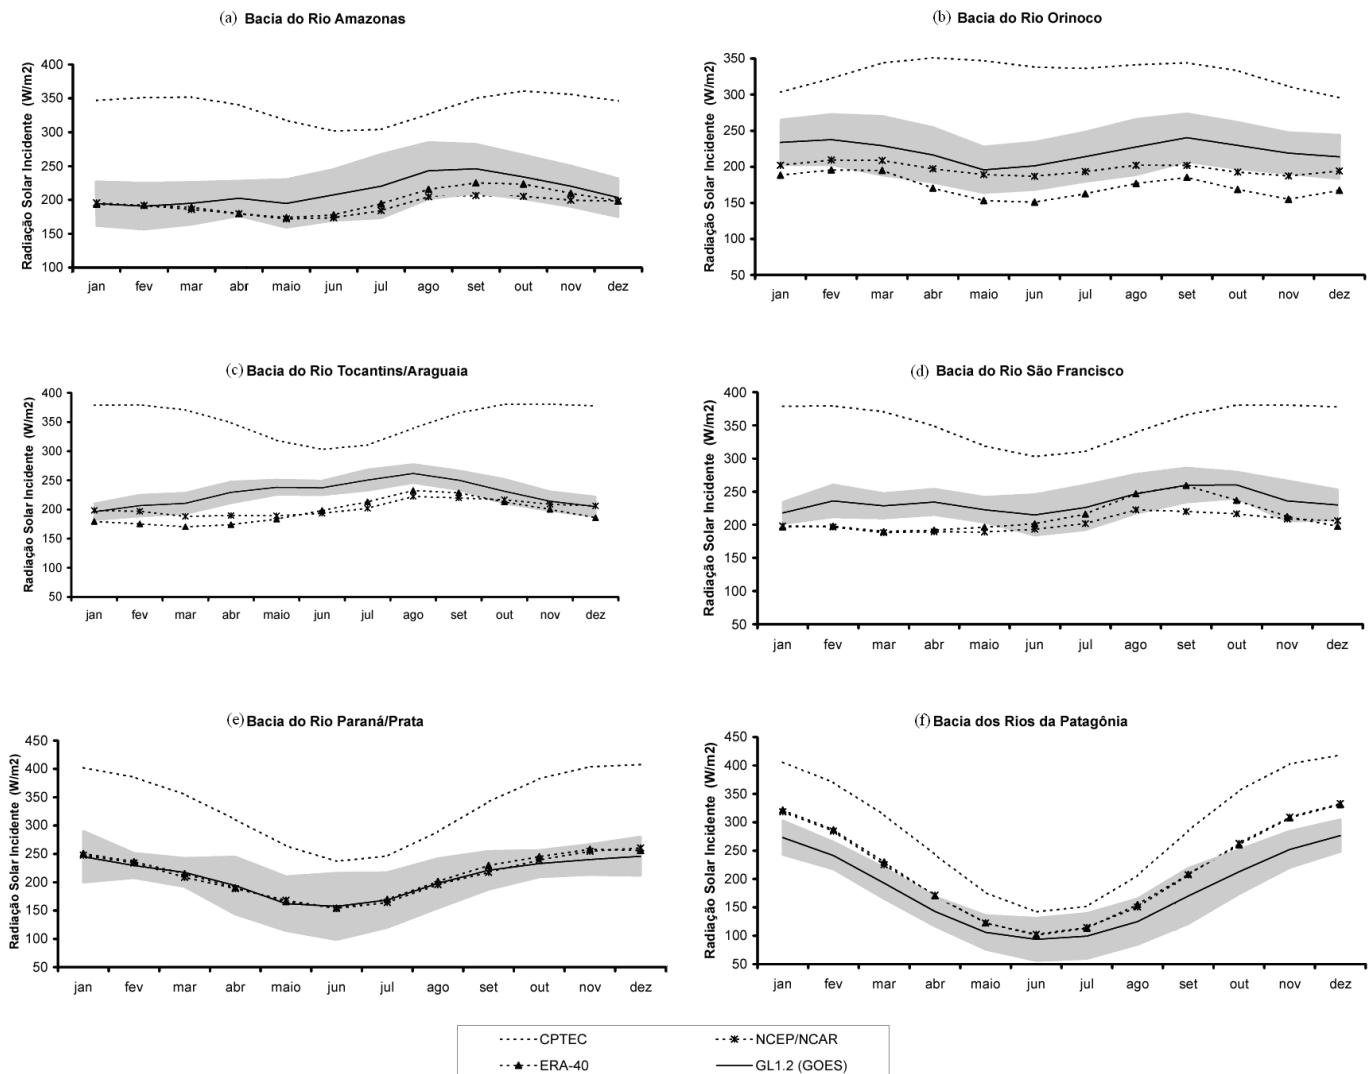 (a) Bacia do Rio Amazonas
Radiação Solar Incidente (W/m2)
400
350
300
250
200
150
100
jan fev mar abr maio jun jul ago set out nov dez
(b) Bacia do Rio Orinoco
Radiação Solar Incidente (W/m2)
350
300
250
200
150
100
50
jan fev mar abr maio jun jul ago set out nov dez
(c) Bacia do Rio Tocantins/Araguaia
Radiação Solar Incidente (W/m2)
400
350
300
250
200
150
100
50
jan fev mar abr maio jun jul ago set out nov dez
(d) Bacia do Rio São Francisco
Radiação Solar Incidente (W/m2)
400
350
300
250
200
150
100
50
jan fev mar abr maio jun jul ago set out nov dez
(e) Bacia do Rio Paraná/Prata
Radiação Solar Incidente (W/m2)
450
400
350
300
250
200
150
100
50
jan fev mar abr maio jun jul ago set out nov dez
(f) Bacia dos Rios da Patagônia
Radiação Solar Incidente (W/m2)
450
400
350
300
250
200
150
100
50
jan fev mar abr maio jun jul ago set out nov dez
CPTEC NCEP/NCAR
ERA-40 GL1.2 (GOES)